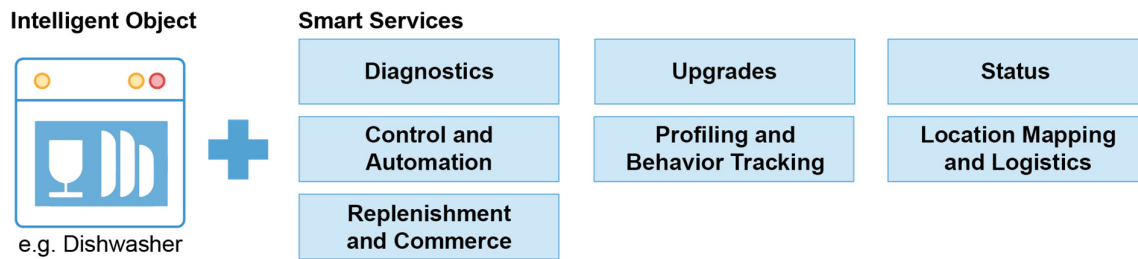 Intelligent Object
Smart Services
Diagnostics
Upgrades
Status
Control and
Automation
Profiling and
Behavior Tracking
Location Mapping
and Logistics
Replenishment
and Commerce
e.g. Dishwasher